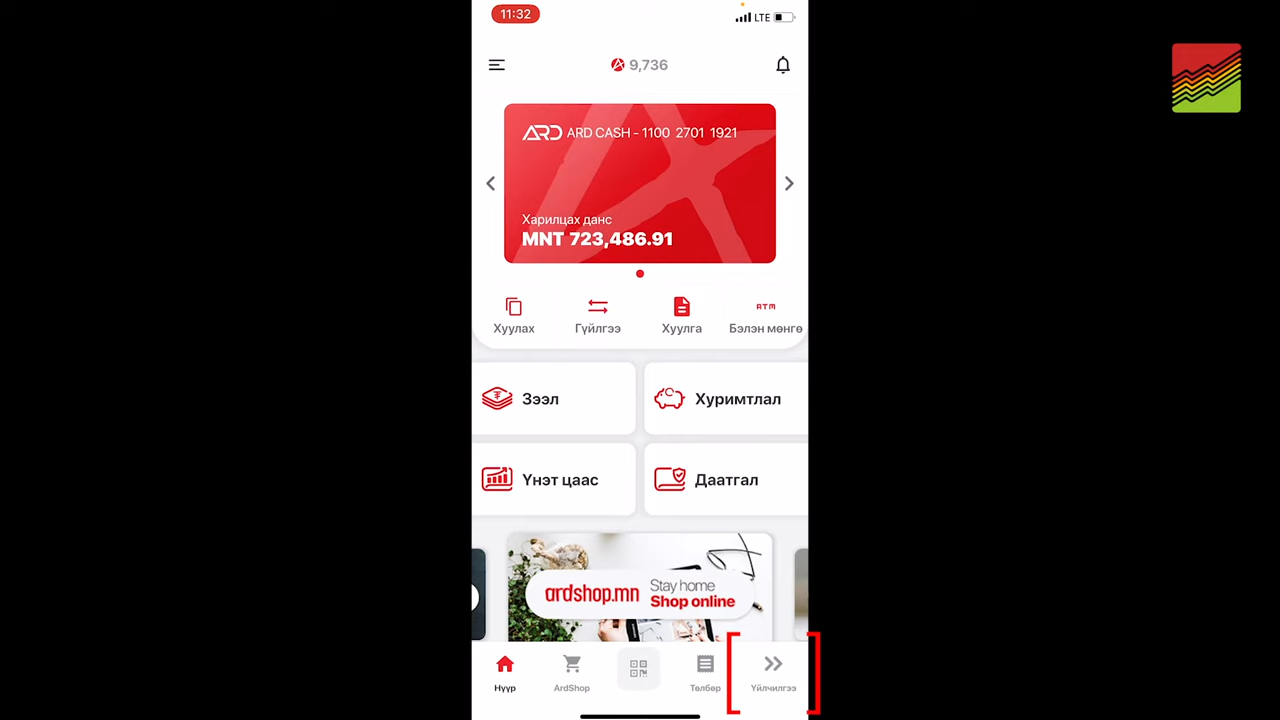 11:32
LTE
9,736
ARD ARD CASH - 1100 2701 1921
Харилцах данс
MNT 723,486.91
Хуулах
Гүйлгээ
Хуулга
ATM
Бэлэн мөнгө
Зээл
Хуримтлал
Үнэт цаас
Даатгал
ardshop.mn
Stay home
Shop online
Нүүр
ArdShop
Төлбөр
Үйлчилгээ